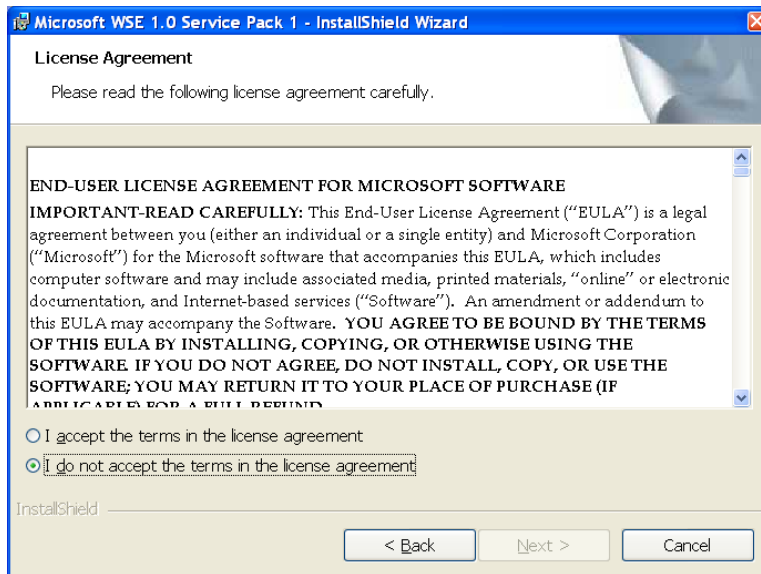 Microsoft WSE 1.0 Service Pack 1 - InstallShield Wizard
License Agreement
Please read the following license agreement carefully.
END-USER LICENSE AGREEMENT FOR MICROSOFT SOFTWARE
IMPORTANT-READ CAREFULLY: This End-User License Agreement (“EULA”) is a legal
agreement between you (either an individual or a single entity) and Microsoft Corporation
(“Microsoft”) for the Microsoft software that accompanies this EULA, which includes
computer software and may include associated media, printed materials, “online” or electronic
documentation, and Internet-based services (“Software”).  An amendment or addendum to
this EULA may accompany the Software.  YOU AGREE TO BE BOUND BY THE TERMS
OF THIS EULA BY INSTALLING, COPYING, OR OTHERWISE USING THE
SOFTWARE. IF YOU DO NOT AGREE, DO NOT INSTALL, COPY, OR USE THE
SOFTWARE; YOU MAY RETURN IT TO YOUR PLACE OF PURCHASE (IF
APPLICABLE) FOR A FULL REFUND.
I accept the terms in the license agreement
I do not accept the terms in the license agreement
InstallShield
< Back
Next >
Cancel